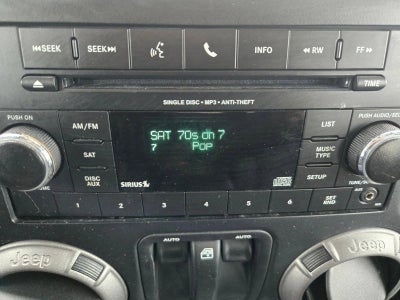 SEEK SEEK INFO RW FF
TIME
SINGLE DISC • MP3 • ANTI-THEFT
PUSH ON PUSH AUDIO/SE
AM/FM LIST
SAT 70s on 7
7 Pop
SAT MUSIC TYPE
DISC AUX SETUP
SIRIUS
1 2 3 4 5 6 SET RND
AUTO AUTO
Jeep Jeep